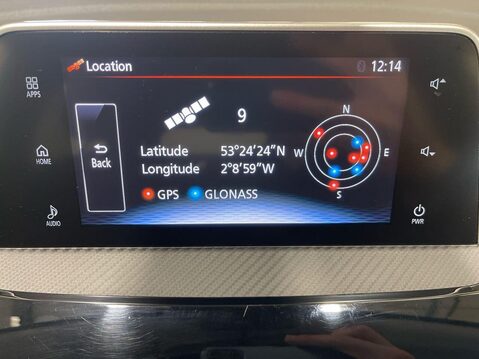 Location
12:14
APPS
HOME
AUDIO
Back
9
Latitude 53°24'24"N
Longitude 2°8'59"W
GPS GLONASS
N
W E
S
PWR